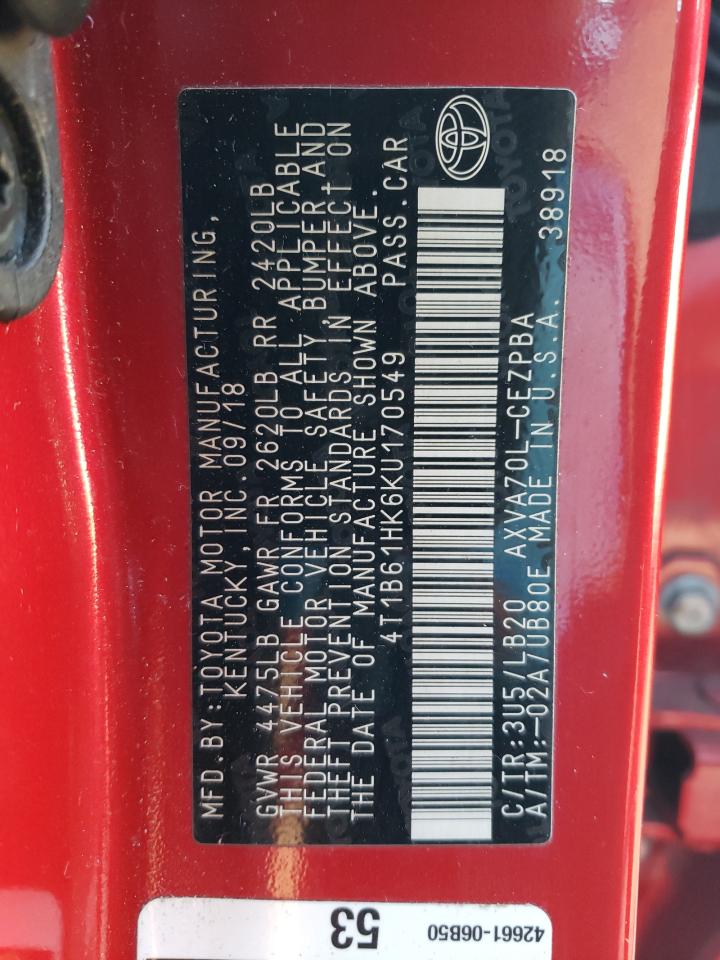 MFD.BY:TOYOTA MOTOR MANUFACTURING,
KENTUCKY, INC.09/18
GVWR 4475LB GAWR FR 2620LB RR 2420LB
THIS VEHICLE CONFORMS TO ALL APPLICABLE
FEDERAL MOTOR VEHICLE SAFETY, BUMPER, AND
THEFT PREVENTION STANDARDS IN EFFECT ON
THE DATE OF MANUFACTURE SHOWN ABOVE.
4T1B61HK6KU170549 PASS.CAR
C/TR:3U5/LB20 AXVA70L-CEZPBA
A/TM:-02A/UB80E MADE IN U.S.A. 38918
53
42661-06B50